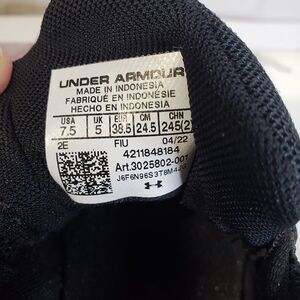 UNDER ARMOUR
MADE IN INDONESIA
FABRIQUÉ EN INDONÉSIE
HECHO EN INDONESIA
USA UK EUR CM CHN
7.5 5 38.5 24.5 245(2)
2E FIU 04/22
4211848184
Art.3025802-001